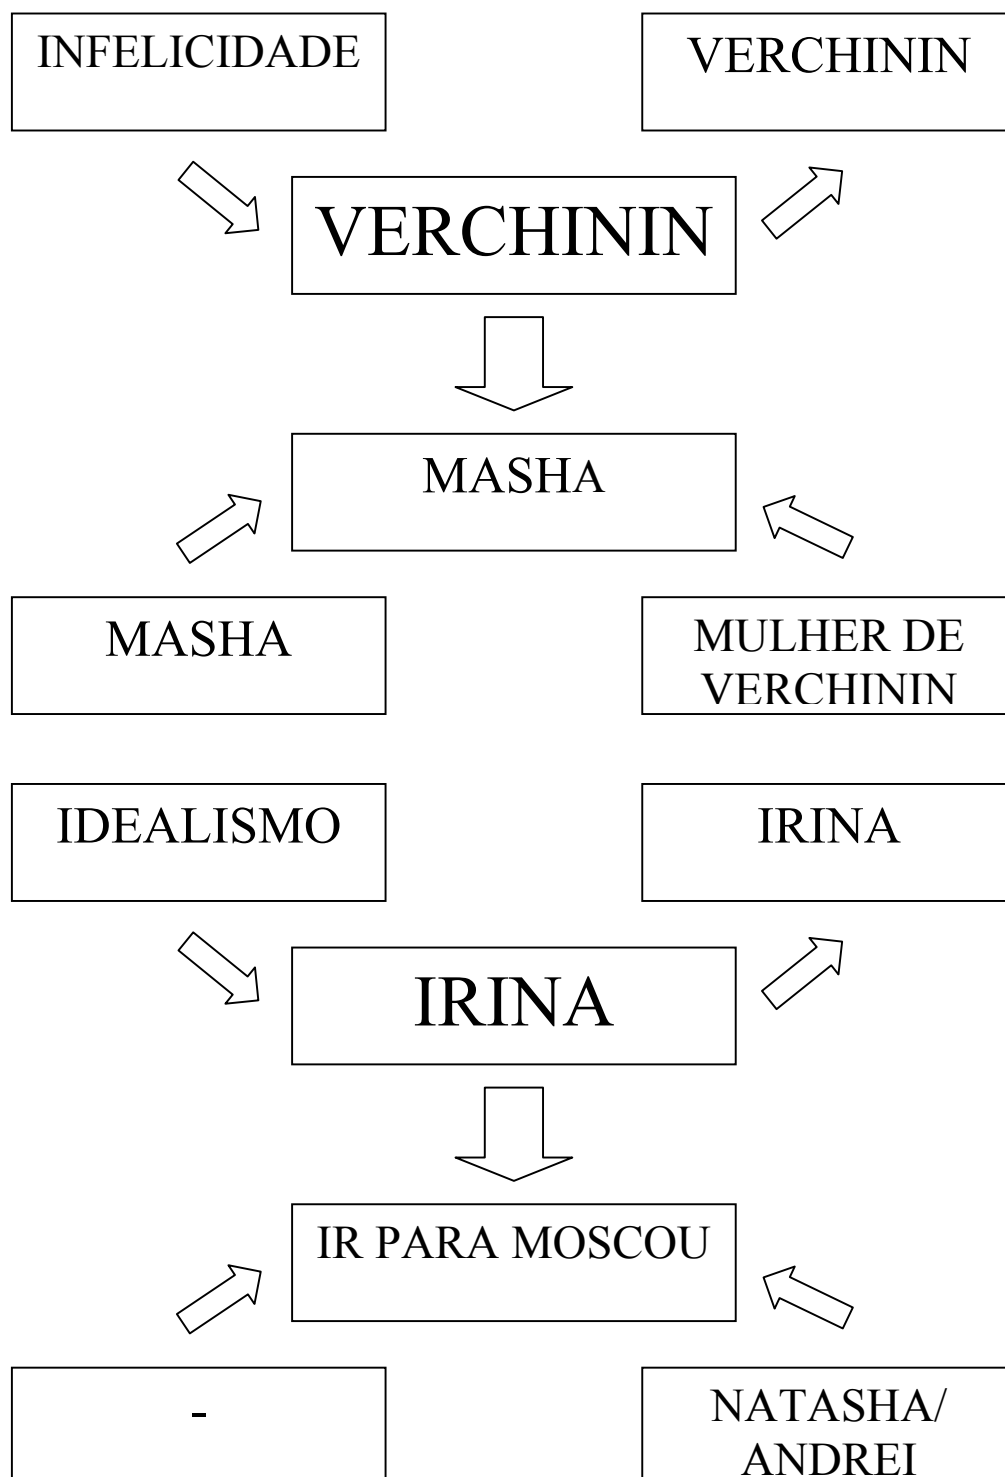 INFELICIDADE
VERCHININ
VERCHININ
MASHA
MASHA
MULHER DE
VERCHININ
IDEALISMO
IRINA
IRINA
IR PARA MOSCOU
-
NATASHA/
ANDREI